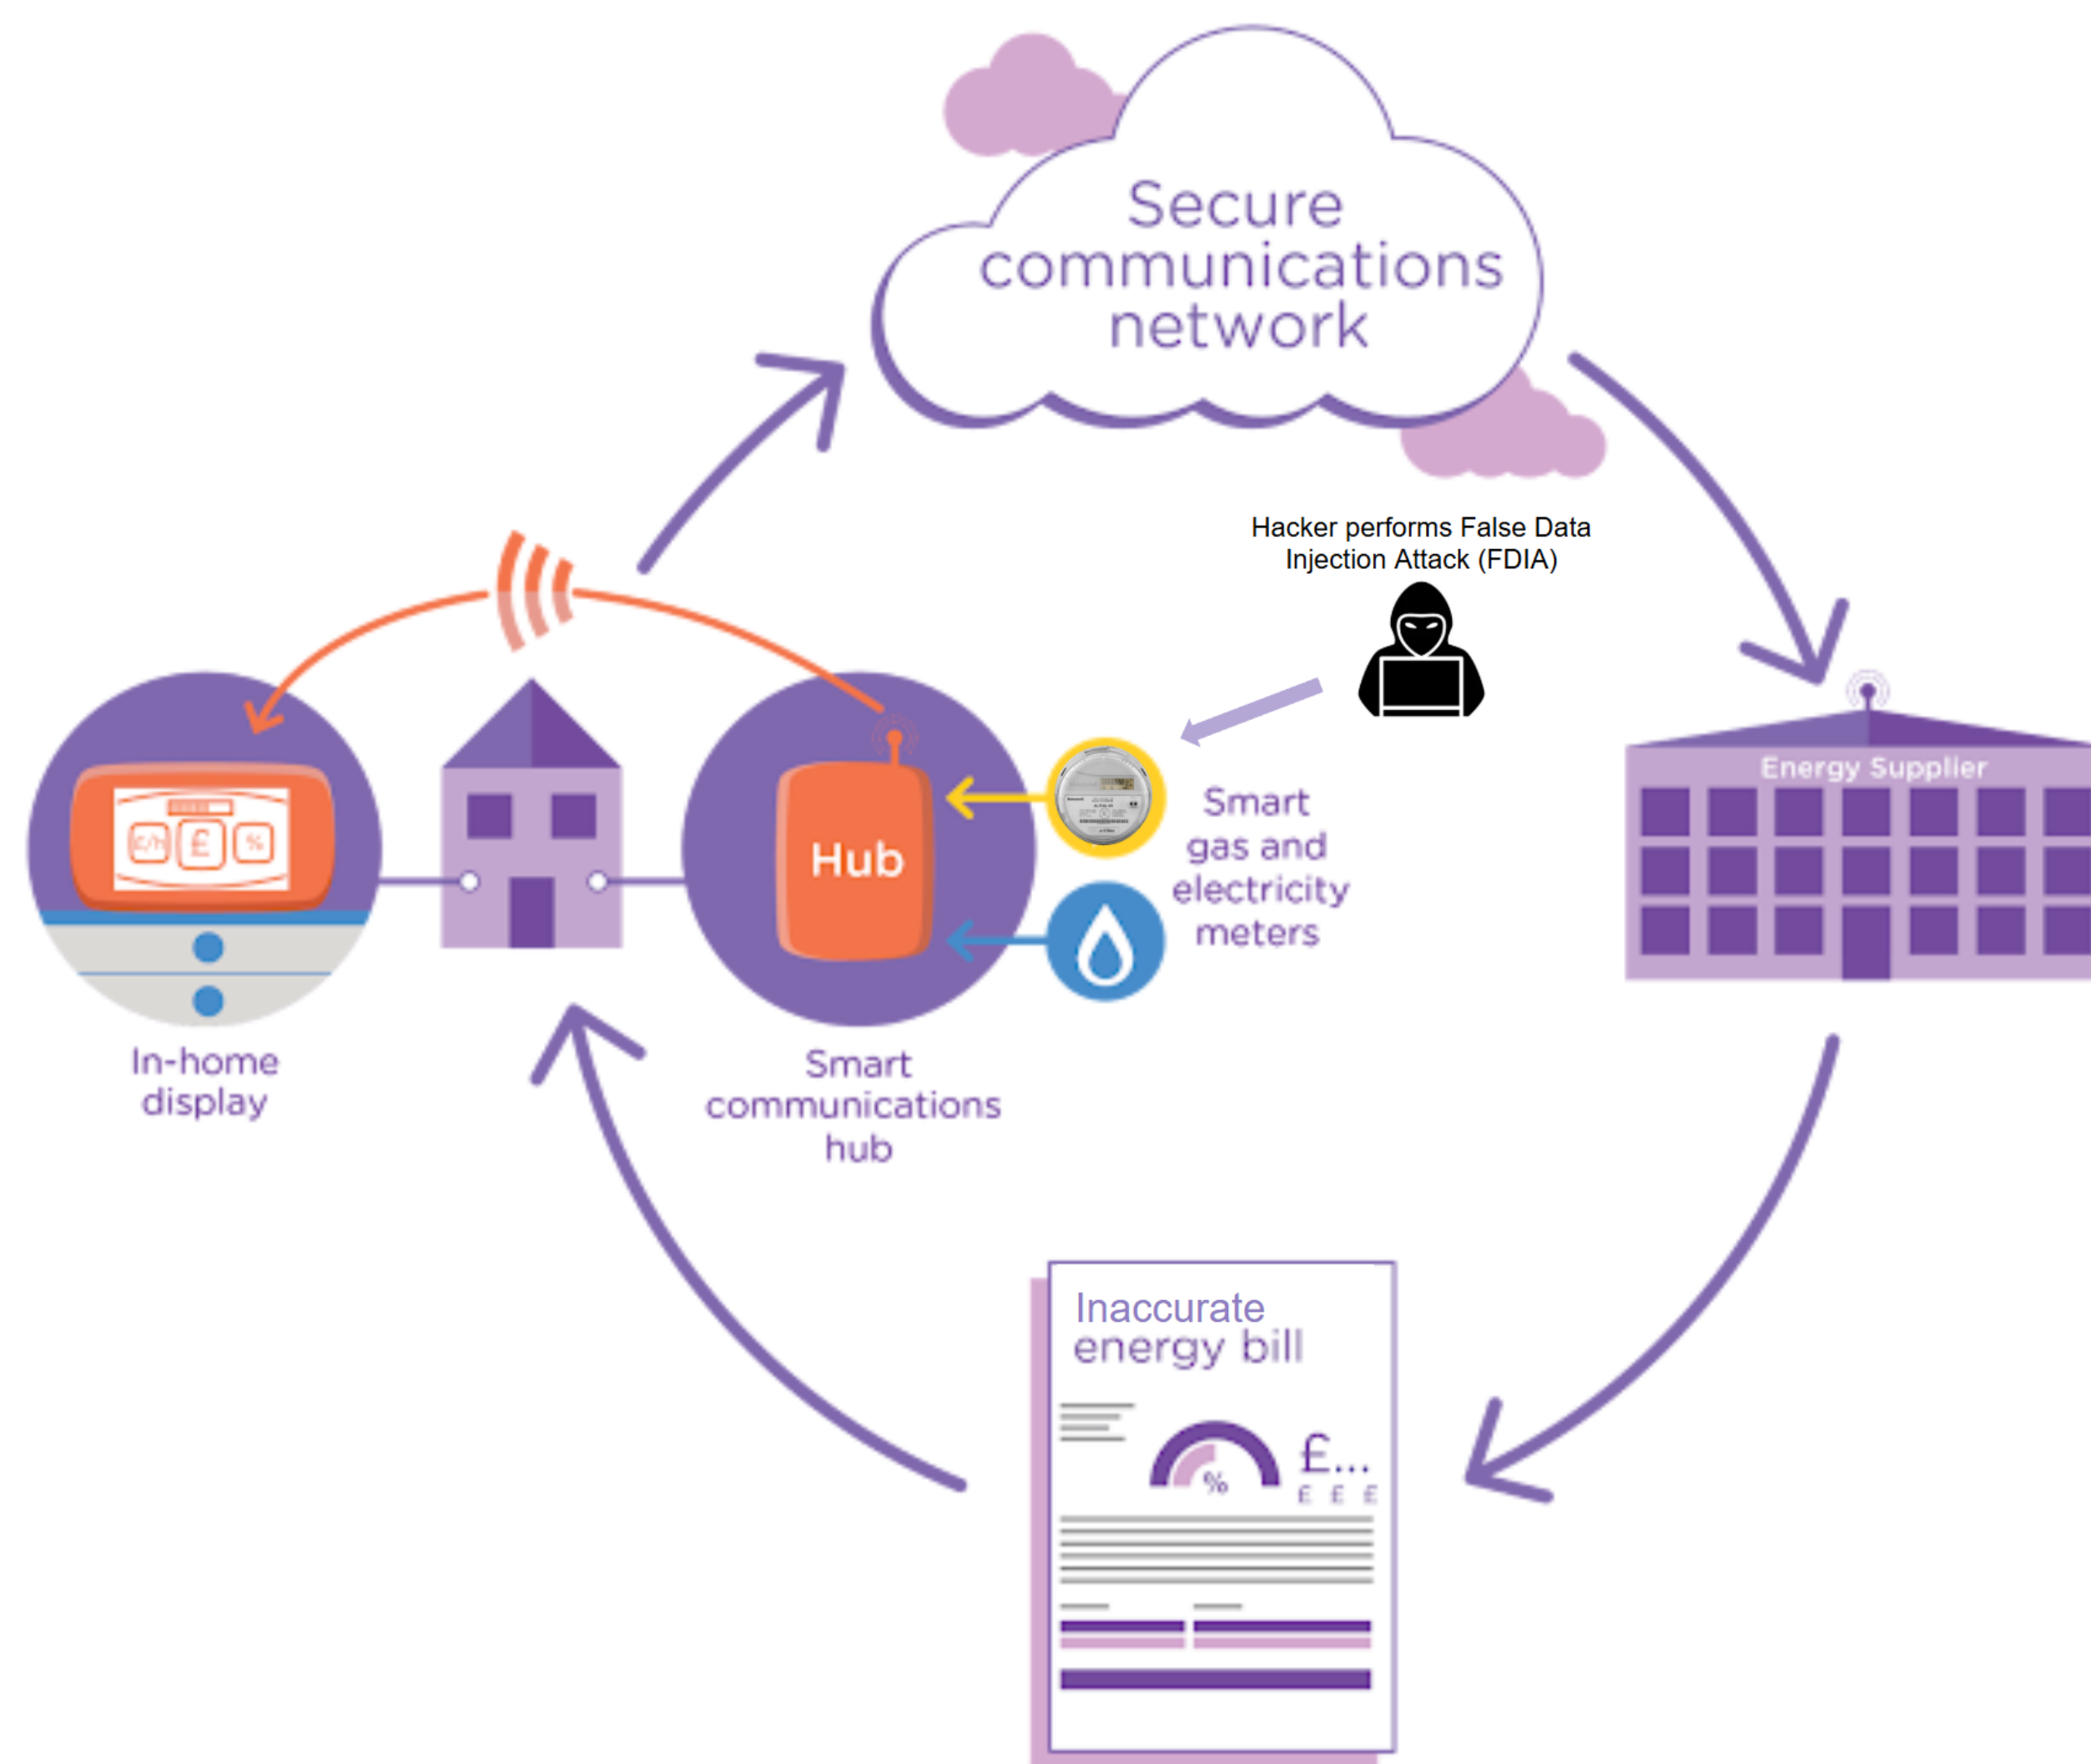 Secure
communications
network
Hacker performs False Data
Injection Attack (FDIA)
Energy Supplier
£/h
£
%
Hub
Smart
gas and
electricity
meters
In-home
display
Smart
communications
hub
Inaccurate
energy bill
£...
%
£ £ £